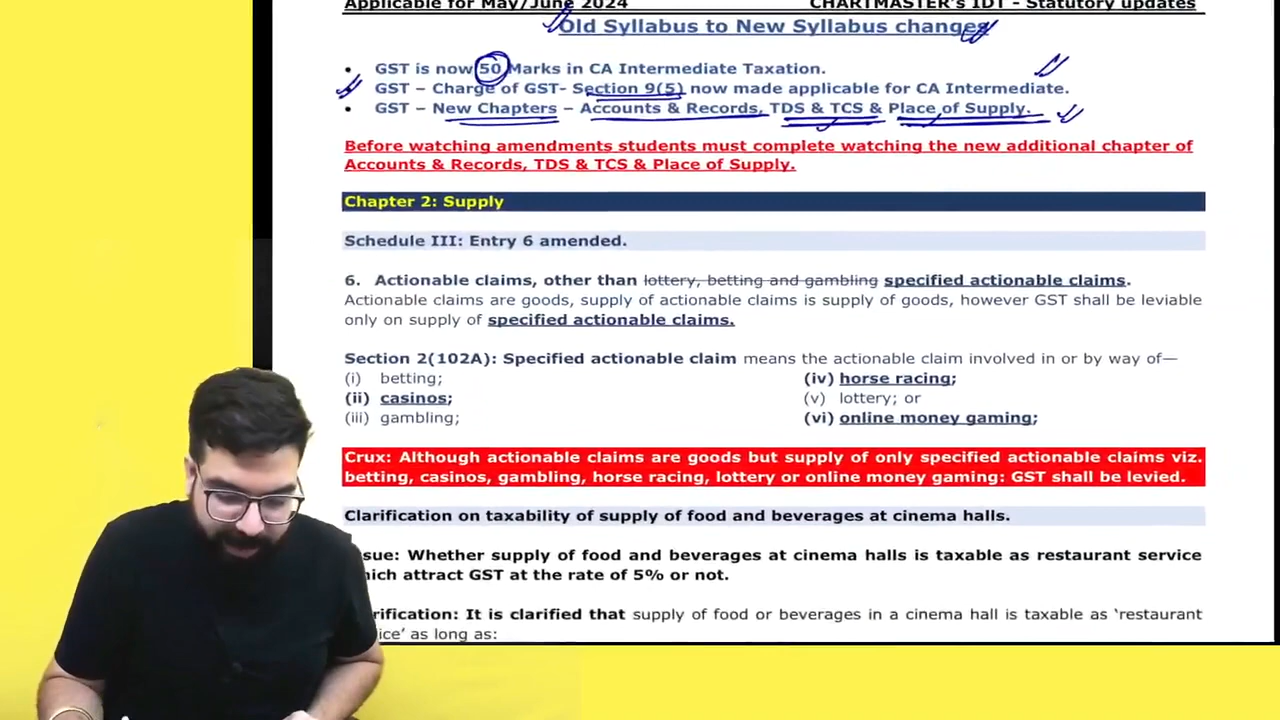 Applicable for May/June 2024 CHARTMASTER'S IDT - Statutory updates
Old Syllabus to New Syllabus changes
• GST is now 50 Marks in CA Intermediate Taxation.
• GST – Charge of GST- Section 9(5) now made applicable for CA Intermediate.
• GST – New Chapters – Accounts & Records, TDS & TCS & Place of Supply.
Before watching amendments students must complete watching the new additional chapter of
Accounts & Records, TDS & TCS & Place of Supply.
Chapter 2: Supply
Schedule III: Entry 6 amended.
6. Actionable claims, other than lottery, betting and gambling specified actionable claims.
Actionable claims are goods, supply of actionable claims is supply of goods, however GST shall be leviable
only on supply of specified actionable claims.
Section 2(102A): Specified actionable claim means the actionable claim involved in or by way of—
(i) betting; (iv) horse racing;
(ii) casinos; (v) lottery; or
(iii) gambling; (vi) online money gaming;
Crux: Although actionable claims are goods but supply of only specified actionable claims viz.
betting, casinos, gambling, horse racing, lottery or online money gaming: GST shall be levied.
Clarification on taxability of supply of food and beverages at cinema halls.
sue: Whether supply of food and beverages at cinema halls is taxable as restaurant service
hich attract GST at the rate of 5% or not.
rification: It is clarified that supply of food or beverages in a cinema hall is taxable as ‘restaurant
ice’ as long as: